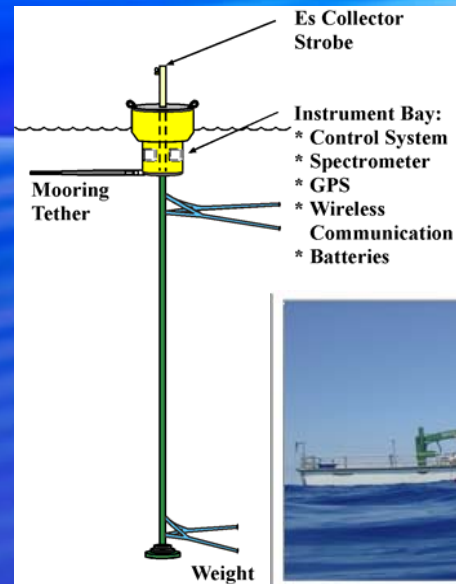 Es Collector
Strobe
Instrument Bay:
* Control System
* Spectrometer
* GPS
* Wireless
Communication
* Batteries
Mooring
Tether
Weight